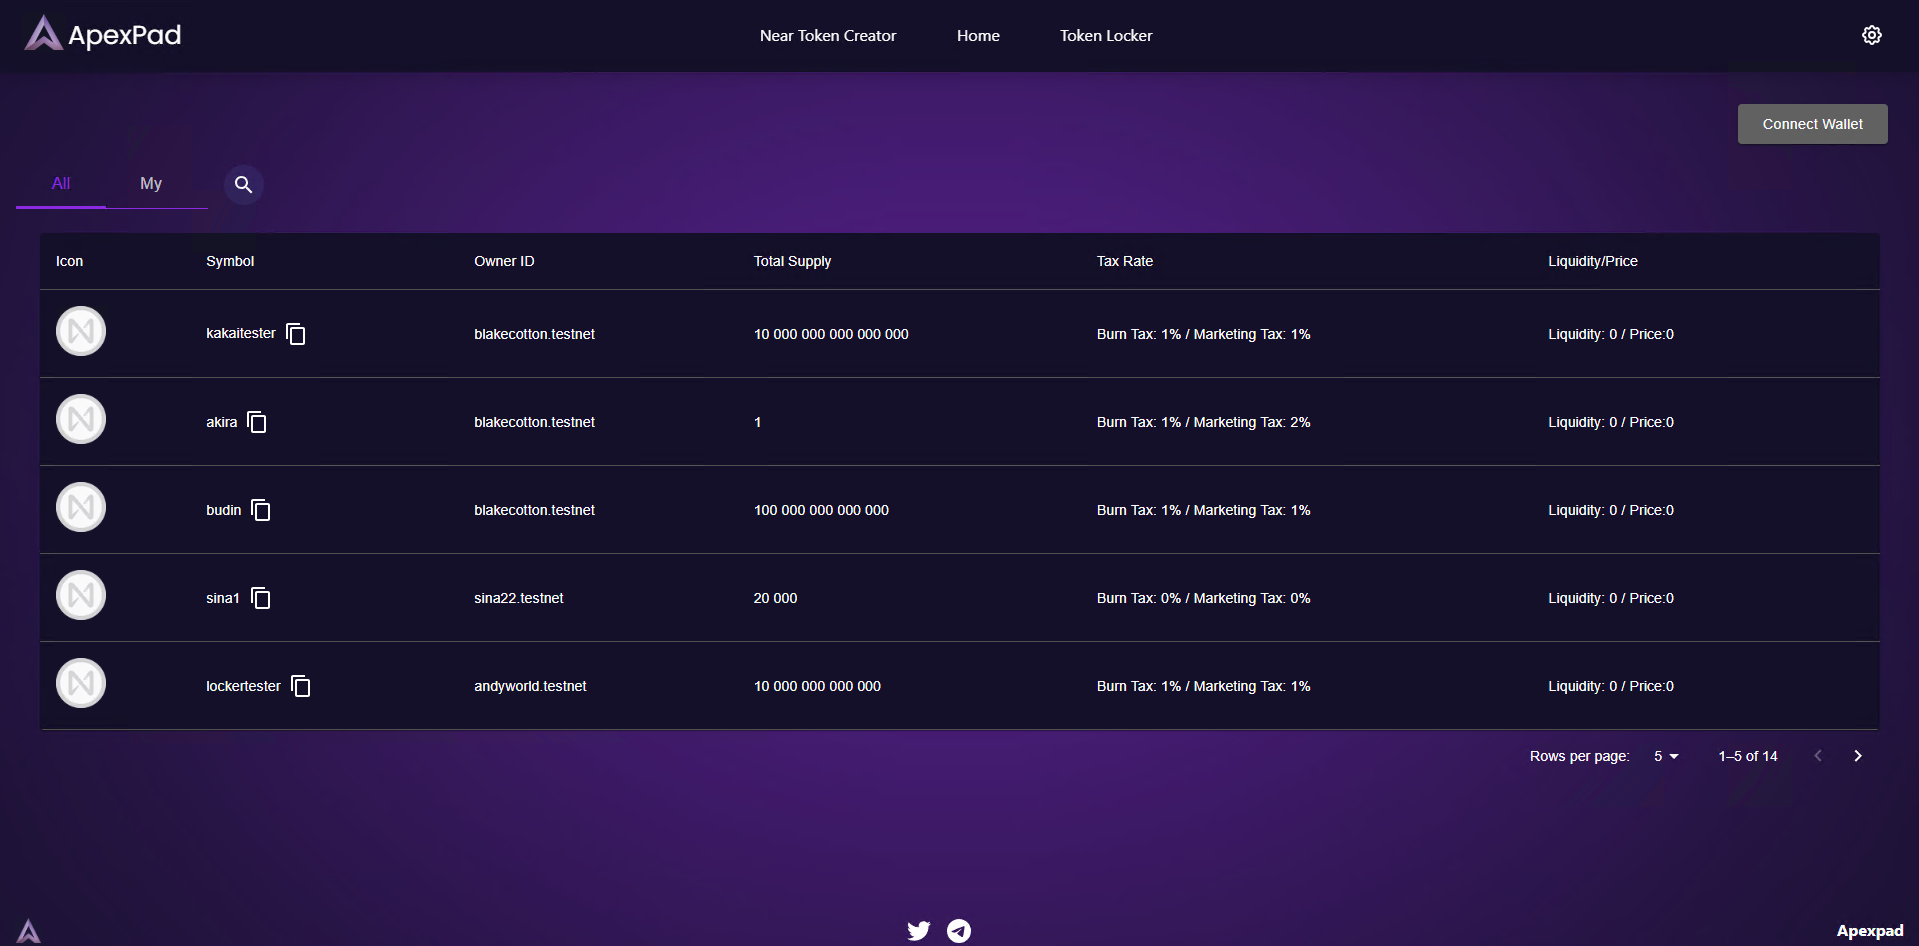 ApexPad
Near Token Creator Home Token Locker
Connect Wallet
All My
Icon Symbol Owner ID Total Supply Tax Rate Liquidity/Price
kakaitester blakecotton.testnet 10 000 000 000 000 000 Burn Tax: 1% / Marketing Tax: 1% Liquidity: 0 / Price:0
akira blakecotton.testnet 1 Burn Tax: 1% / Marketing Tax: 2% Liquidity: 0 / Price:0
budin blakecotton.testnet 100 000 000 000 000 Burn Tax: 1% / Marketing Tax: 1% Liquidity: 0 / Price:0
sina1 sina22.testnet 20 000 Burn Tax: 0% / Marketing Tax: 0% Liquidity: 0 / Price:0
lockertester andyworld.testnet 10 000 000 000 000 Burn Tax: 1% / Marketing Tax: 1% Liquidity: 0 / Price:0
Rows per page: 5 1–5 of 14
Apexpad